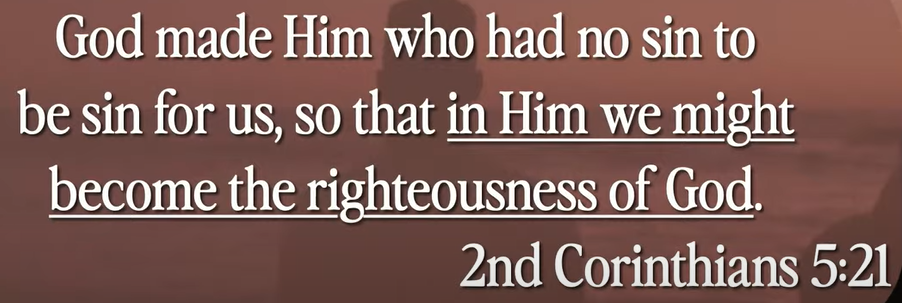 God made Him who had no sin to
be sin for us, so that in Him we might
become the righteousness of God.
2nd Corinthians 5:21